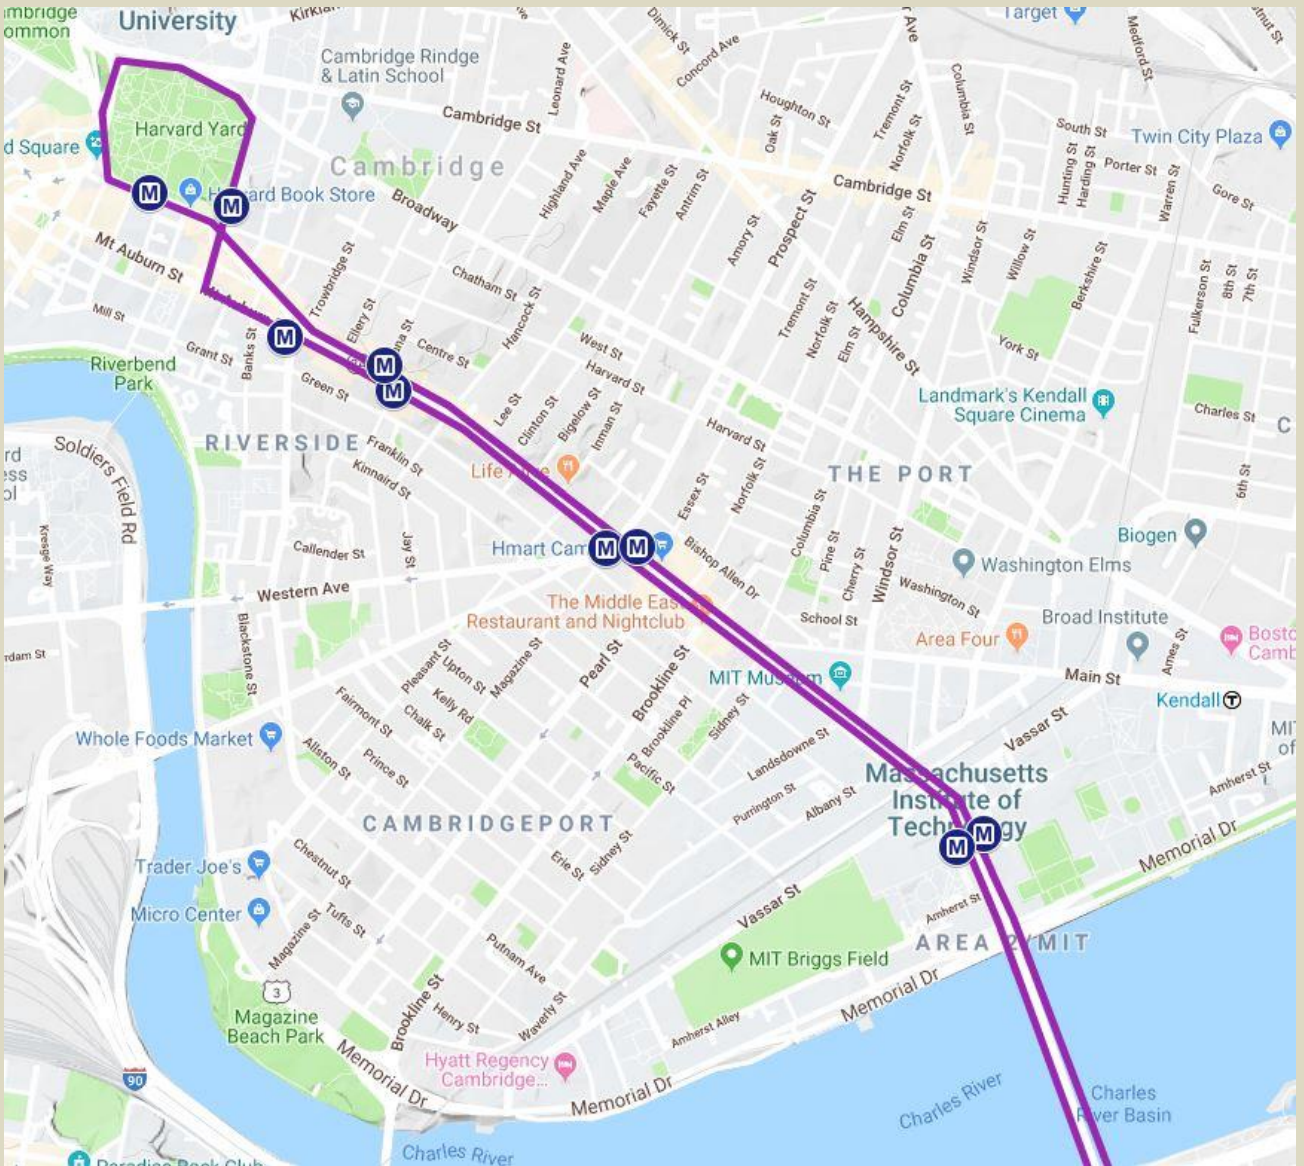 University
Kirklan
Cambridge Rindge
& Latin School
Leonard Ave
Dimick St
Concord Ave
Target
Medford St
Cambridge St
Houghton St
Oak St
Tremont St
Norfolk St
Columbia St
South St
Twin City Plaza
Harvard Yard
d Square
Cambridge
Highland Ave
Maple Ave
Fayette St
Antrim St
Cambridge St
Hunting St
Harding St
Porter St
Warren St
Gore St
Broadway
Prospect St
Amory St
Elm St
Columbia St
Windsor St
Willow St
Berkshire St
Mt Auburn St
Trowbridge St
Chatham St
Fulkerson St
8th St
7th St
Mill St
Ellery St
Hancock St
Tremont St
Norfolk St
Elm St
Hampshire St
Grant St
Banks St
Centre St
West St
York St
Riverbend
Park
Green St
Harvard St
Landmark's Kendall
Square Cinema
Charles St
Lee St
Clinton St
Bigelow St
Inman St
Harvard St
Soldiers Field Rd
RIVERSIDE
Franklin St
Kinnaird St
THE PORT
6th St
Essex St
Norfolk St
Columbia St
Pine St
Cherry St
Windsor St
Biogen
Kresge Way
Callender St
Jay St
Bishop Allen Dr
Washington Elms
Western Ave
Washington St
The Middle East
Restaurant and Nightclub
School St
Area Four
Broad Institute
Ames St
Blackstone St
Pleasant St
Upton St
Magazine St
Pearl St
Brookline St
MIT Museum
Main St
Kendall
Kelly Rd
Fairmont St
Chalk St
Brookline Pl
Sidney St
Vassar St
Whole Foods Market
Allston St
Prince St
Pacific St
Landsdowne St
Massachusetts
Institute of
Technology
Amherst St
Purrington St
Albany St
CAMBRIDGEPORT
Memorial Dr
Trader Joe's
Chestnut St
Erie St
Sidney St
Micro Center
Tufts St
Vassar St
Amherst St
Magazine St
AREA 2/MIT
Putnam Ave
MIT Briggs Field
3
Magazine
Beach Park
Brookline St
Henry St
Waverly St
Amherst Alley
Memorial Dr
Hyatt Regency
Cambridge...
Memorial Dr
Memorial Dr
90
Charles River
Charles
River Basin
Charles River
M
M
M
M
M
M
M
M
M